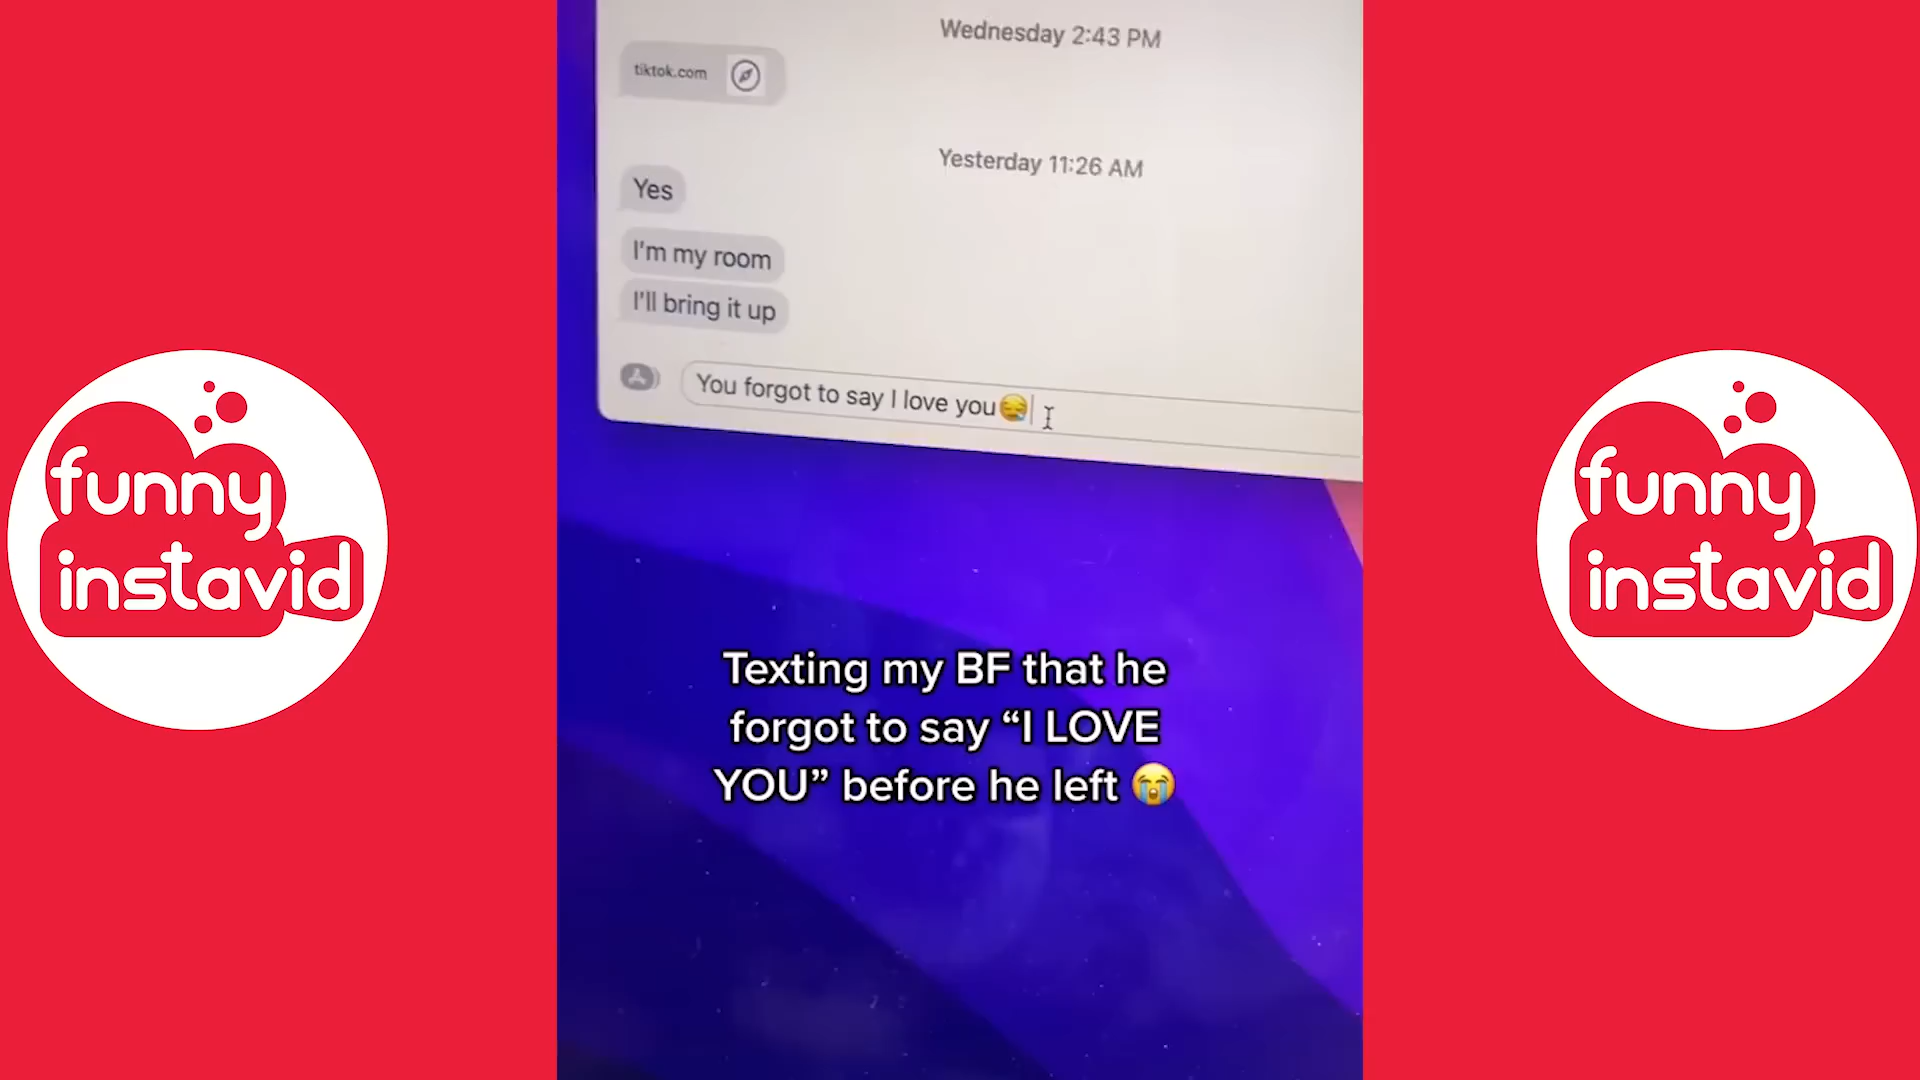 Wednesday 2:43 PM
tiktok.com
Yesterday 11:26 AM
Yes
I'm my room
I'll bring it up
You forgot to say I love you😪
funny
instavid
Texting my BF that he
forgot to say “I LOVE
YOU” before he left 😭
funny
instavid